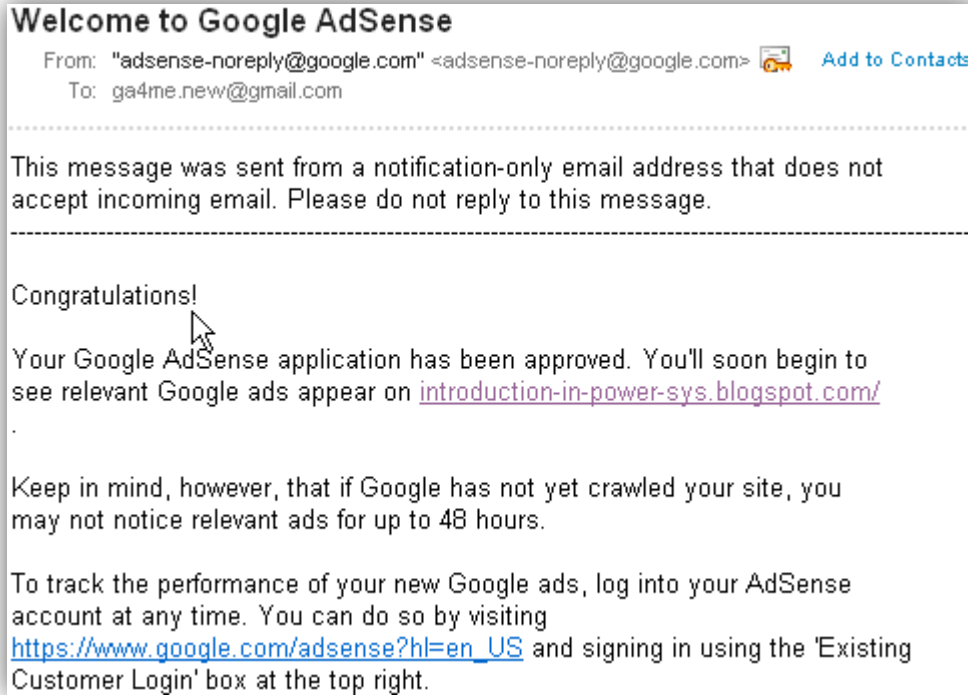 Welcome to Google AdSense
From: "adsense-noreply@google.com" <adsense-noreply@google.com> Add to Contacts
To: ga4me.new@gmail.com
This message was sent from a notification-only email address that does not
accept incoming email. Please do not reply to this message.
Congratulations!
Your Google AdSense application has been approved. You'll soon begin to
see relevant Google ads appear on introduction-in-power-sys.blogspot.com/
.
Keep in mind, however, that if Google has not yet crawled your site, you
may not notice relevant ads for up to 48 hours.
To track the performance of your new Google ads, log into your AdSense
account at any time. You can do so by visiting
https://www.google.com/adsense?hl=en_US and signing in using the 'Existing
Customer Login' box at the top right.